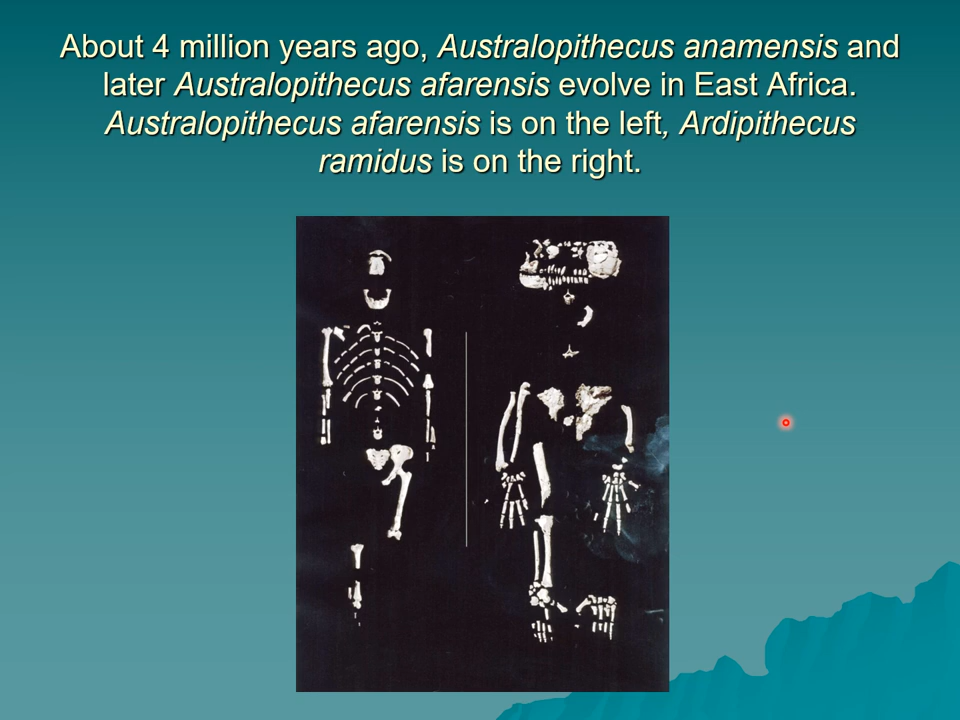 About 4 million years ago, Australopithecus anamensis and
later Australopithecus afarensis evolve in East Africa.
Australopithecus afarensis is on the left, Ardipithecus
ramidus is on the right.